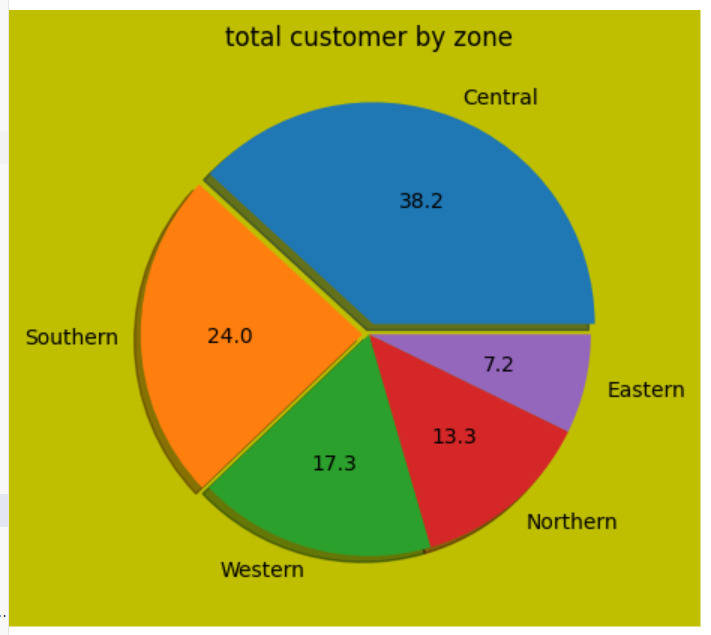 total customer by zone
Central
38.2
Southern
24.0
7.2
Eastern
13.3
17.3
Northern
Western